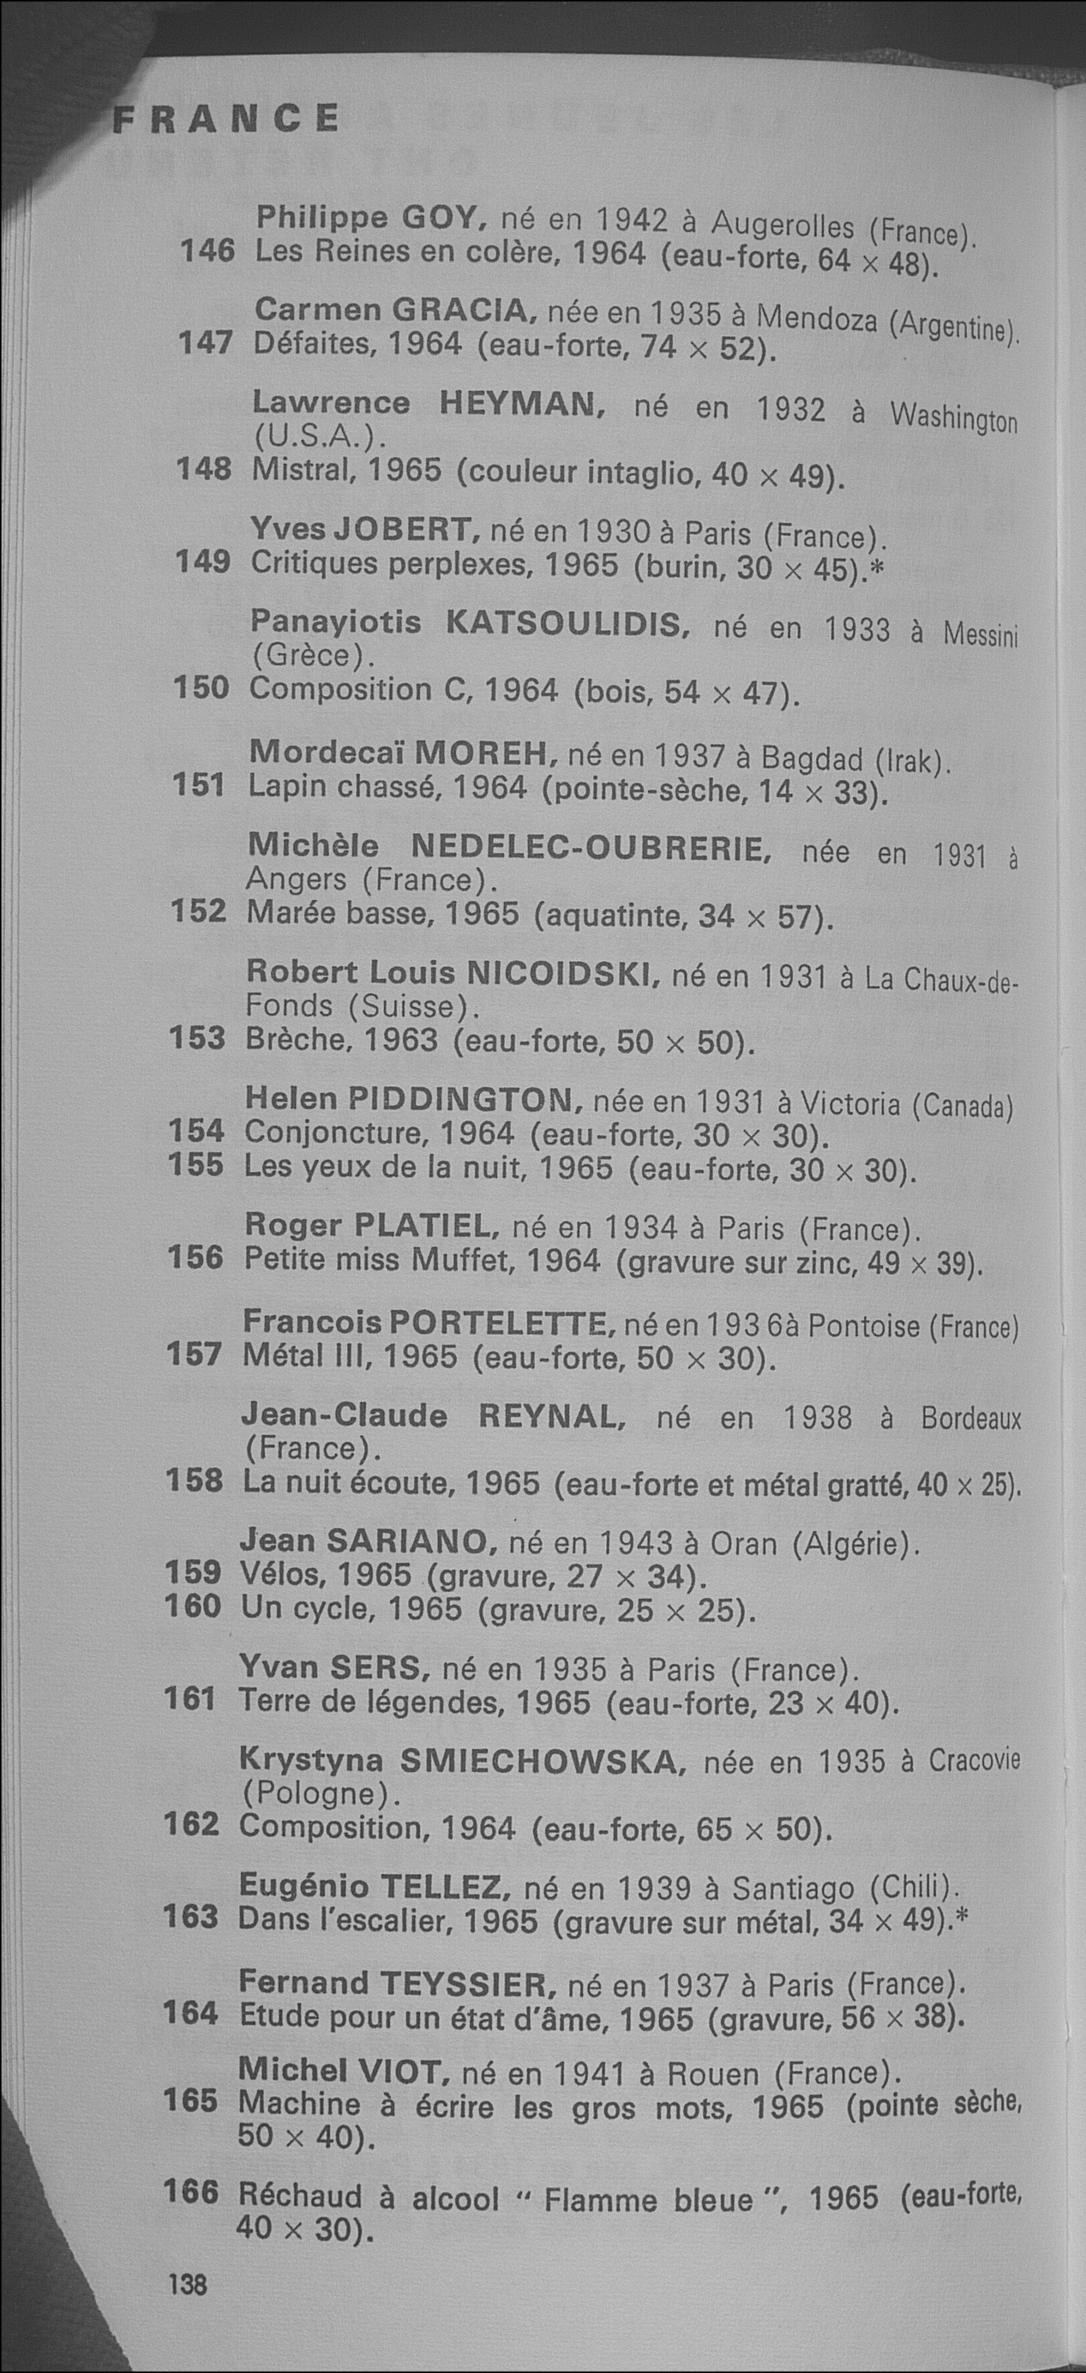 FRANCE
Philippe GOY, né en 1942 à Augerolles (France).
146 Les Reines en colère, 1964 (eau-forte, 64 × 48).
Carmen GRACIA, née en 1935 à Mendoza (Argentine).
147 Défaites, 1964 (eau-forte, 74 × 52).
Lawrence HEYMAN, né en 1932 à Washington
(U.S.A.).
148 Mistral, 1965 (couleur intaglio, 40 × 49).
Yves JOBERT, né en 1930 à Paris (France).
149 Critiques perplexes, 1965 (burin, 30 × 45).*
Panayiotis KATSOULIDIS, né en 1933 à Messini
(Grèce).
150 Composition C, 1964 (bois, 54 × 47).
Mordecaï MOREH, né en 1937 à Bagdad (Irak).
151 Lapin chassé, 1964 (pointe-sèche, 14 × 33).
Michèle NEDELEC-OUBRERIE, née en 1931 à
Angers (France).
152 Marée basse, 1965 (aquatinte, 34 × 57).
Robert Louis NICOIDSKI, né en 1931 à La Chaux-de-
Fonds (Suisse).
153 Brèche, 1963 (eau-forte, 50 × 50).
Helen PIDDINGTON, née en 1931 à Victoria (Canada)
154 Conjoncture, 1964 (eau-forte, 30 × 30).
155 Les yeux de la nuit, 1965 (eau-forte, 30 × 30).
Roger PLATIEL, né en 1934 à Paris (France).
156 Petite miss Muffet, 1964 (gravure sur zinc, 49 × 39).
Francois PORTELETTE, né en 193 6à Pontoise (France)
157 Métal III, 1965 (eau-forte, 50 × 30).
Jean-Claude REYNAL, né en 1938 à Bordeaux
(France).
158 La nuit écoute, 1965 (eau-forte et métal gratté, 40 × 25).
Jean SARIANO, né en 1943 à Oran (Algérie).
159 Vélos, 1965 (gravure, 27 × 34).
160 Un cycle, 1965 (gravure, 25 × 25).
Yvan SERS, né en 1935 à Paris (France).
161 Terre de légendes, 1965 (eau-forte, 23 × 40).
Krystyna SMIECHOWSKA, née en 1935 à Cracovie
(Pologne).
162 Composition, 1964 (eau-forte, 65 × 50).
Eugénio TELLEZ, né en 1939 à Santiago (Chili).
163 Dans l'escalier, 1965 (gravure sur métal, 34 × 49).*
Fernand TEYSSIER, né en 1937 à Paris (France).
164 Etude pour un état d'âme, 1965 (gravure, 56 × 38).
Michel VIOT, né en 1941 à Rouen (France).
165 Machine à écrire les gros mots, 1965 (pointe sèche,
50 × 40).
166 Réchaud à alcool “ Flamme bleue ”, 1965 (eau-forte,
40 × 30).
138